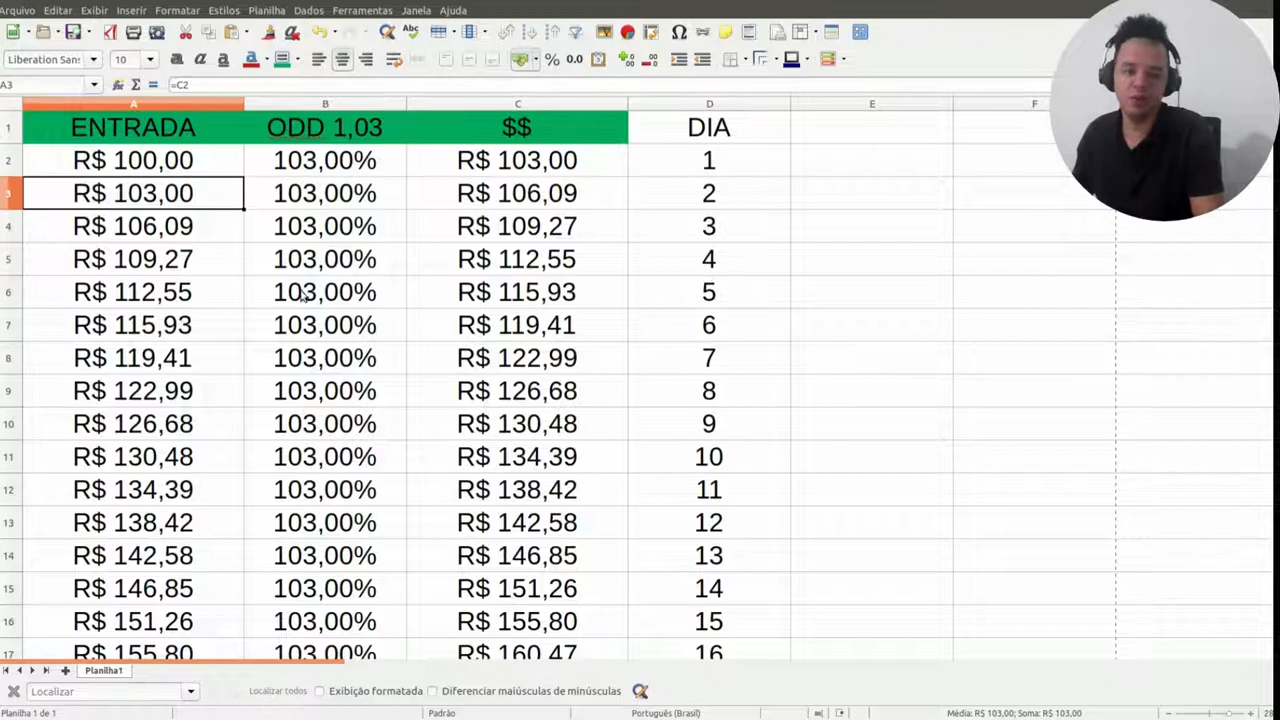 Arquivo Editar Exibir Inserir Formatar Estilos Planilha Dados Ferramentas Janela Ajuda
Liberation Sans 10 % 0.0
A3 =C2
A B C D E F
1 ENTRADA ODD 1,03 $$ DIA
2 R$ 100,00 103,00% R$ 103,00 1
3 R$ 103,00 103,00% R$ 106,09 2
4 R$ 106,09 103,00% R$ 109,27 3
5 R$ 109,27 103,00% R$ 112,55 4
6 R$ 112,55 103,00% R$ 115,93 5
7 R$ 115,93 103,00% R$ 119,41 6
8 R$ 119,41 103,00% R$ 122,99 7
9 R$ 122,99 103,00% R$ 126,68 8
10 R$ 126,68 103,00% R$ 130,48 9
11 R$ 130,48 103,00% R$ 134,39 10
12 R$ 134,39 103,00% R$ 138,42 11
13 R$ 138,42 103,00% R$ 142,58 12
14 R$ 142,58 103,00% R$ 146,85 13
15 R$ 146,85 103,00% R$ 151,26 14
16 R$ 151,26 103,00% R$ 155,80 15
17 R$ 155,80 103,00% R$ 160,47 16
Planilha1
Localizar Localizar todos Exibição formatada Diferenciar maiúsculas de minúsculas
Planilha 1 de 1 Padrão Português (Brasil) Média: R$ 103,00; Soma: R$ 103,00